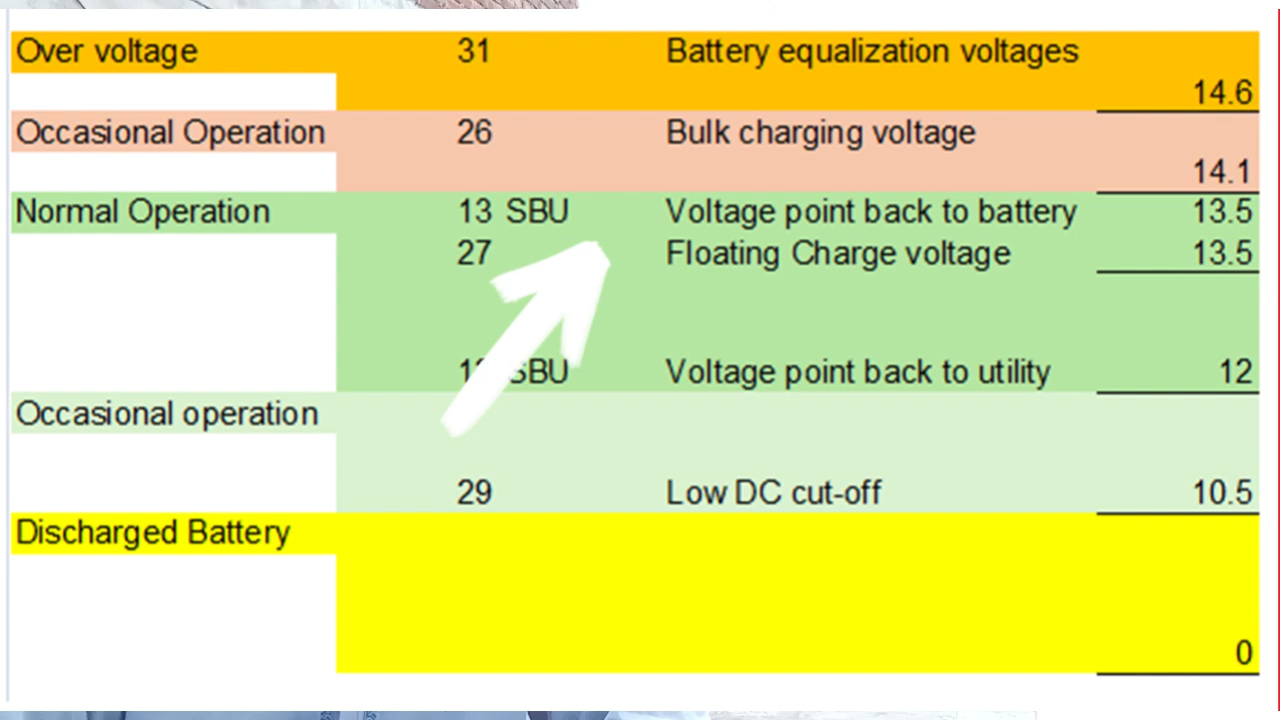 Over voltage 31 Battery equalization voltages
14.6
Occasional Operation 26 Bulk charging voltage
14.1
Normal Operation 13 SBU Voltage point back to battery 13.5
27 Floating Charge voltage 13.5
SBU Voltage point back to utility 12
Occasional operation
29 Low DC cut-off 10.5
Discharged Battery
0